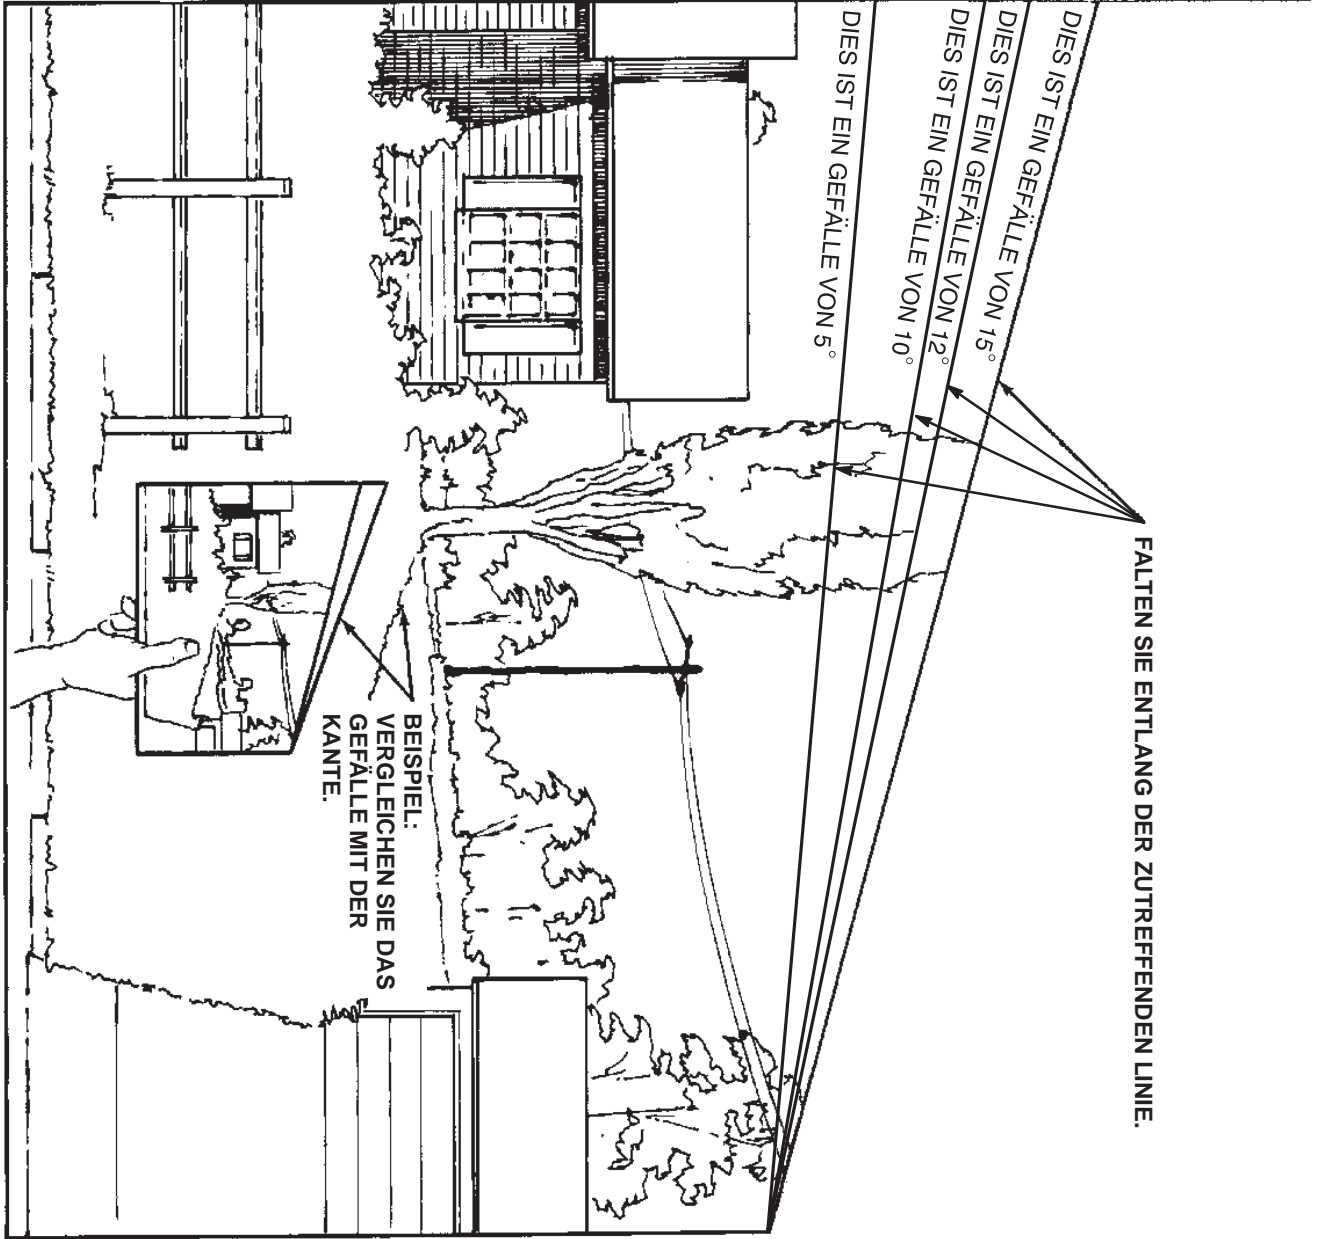 FALTEN SIE ENTLANG DER ZUTREFFENDEN LINIE.
DIES IST EIN GEFÄLLE VON 15°
DIES IST EIN GEFÄLLE VON 12°
DIES IST EIN GEFÄLLE VON 10°
DIES IST EIN GEFÄLLE VON 5°
BEISPIEL:
VERGLEICHEN SIE DAS
GEFÄLLE MIT DER
KANTE.